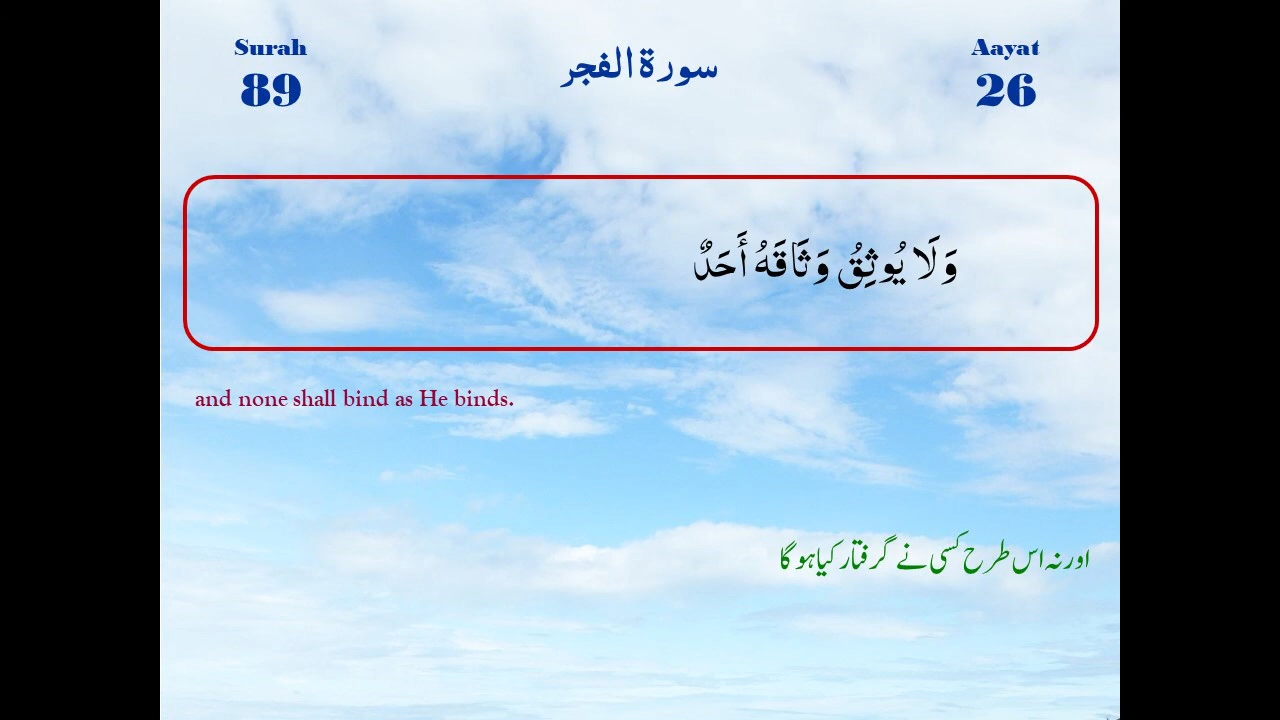 Surah
89
سورة الفجر
Aayat
26
وَلَا يُوثِقُ وَثَاقَهُ أَحَدٌ
and none shall bind as He binds.
اور نہ اس طرح کسی نے گرفتار کیا ہو گا